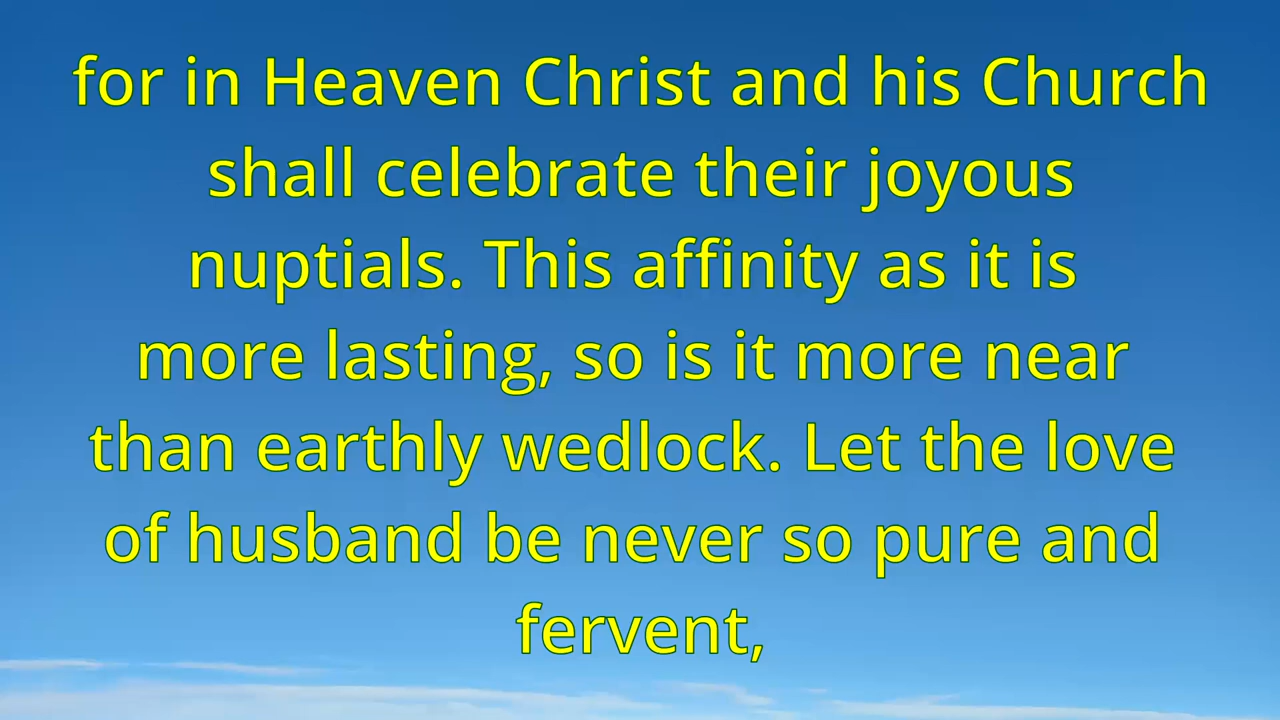 for in Heaven Christ and his Church
shall celebrate their joyous
nuptials. This affinity as it is
more lasting, so is it more near
than earthly wedlock. Let the love
of husband be never so pure and
fervent,